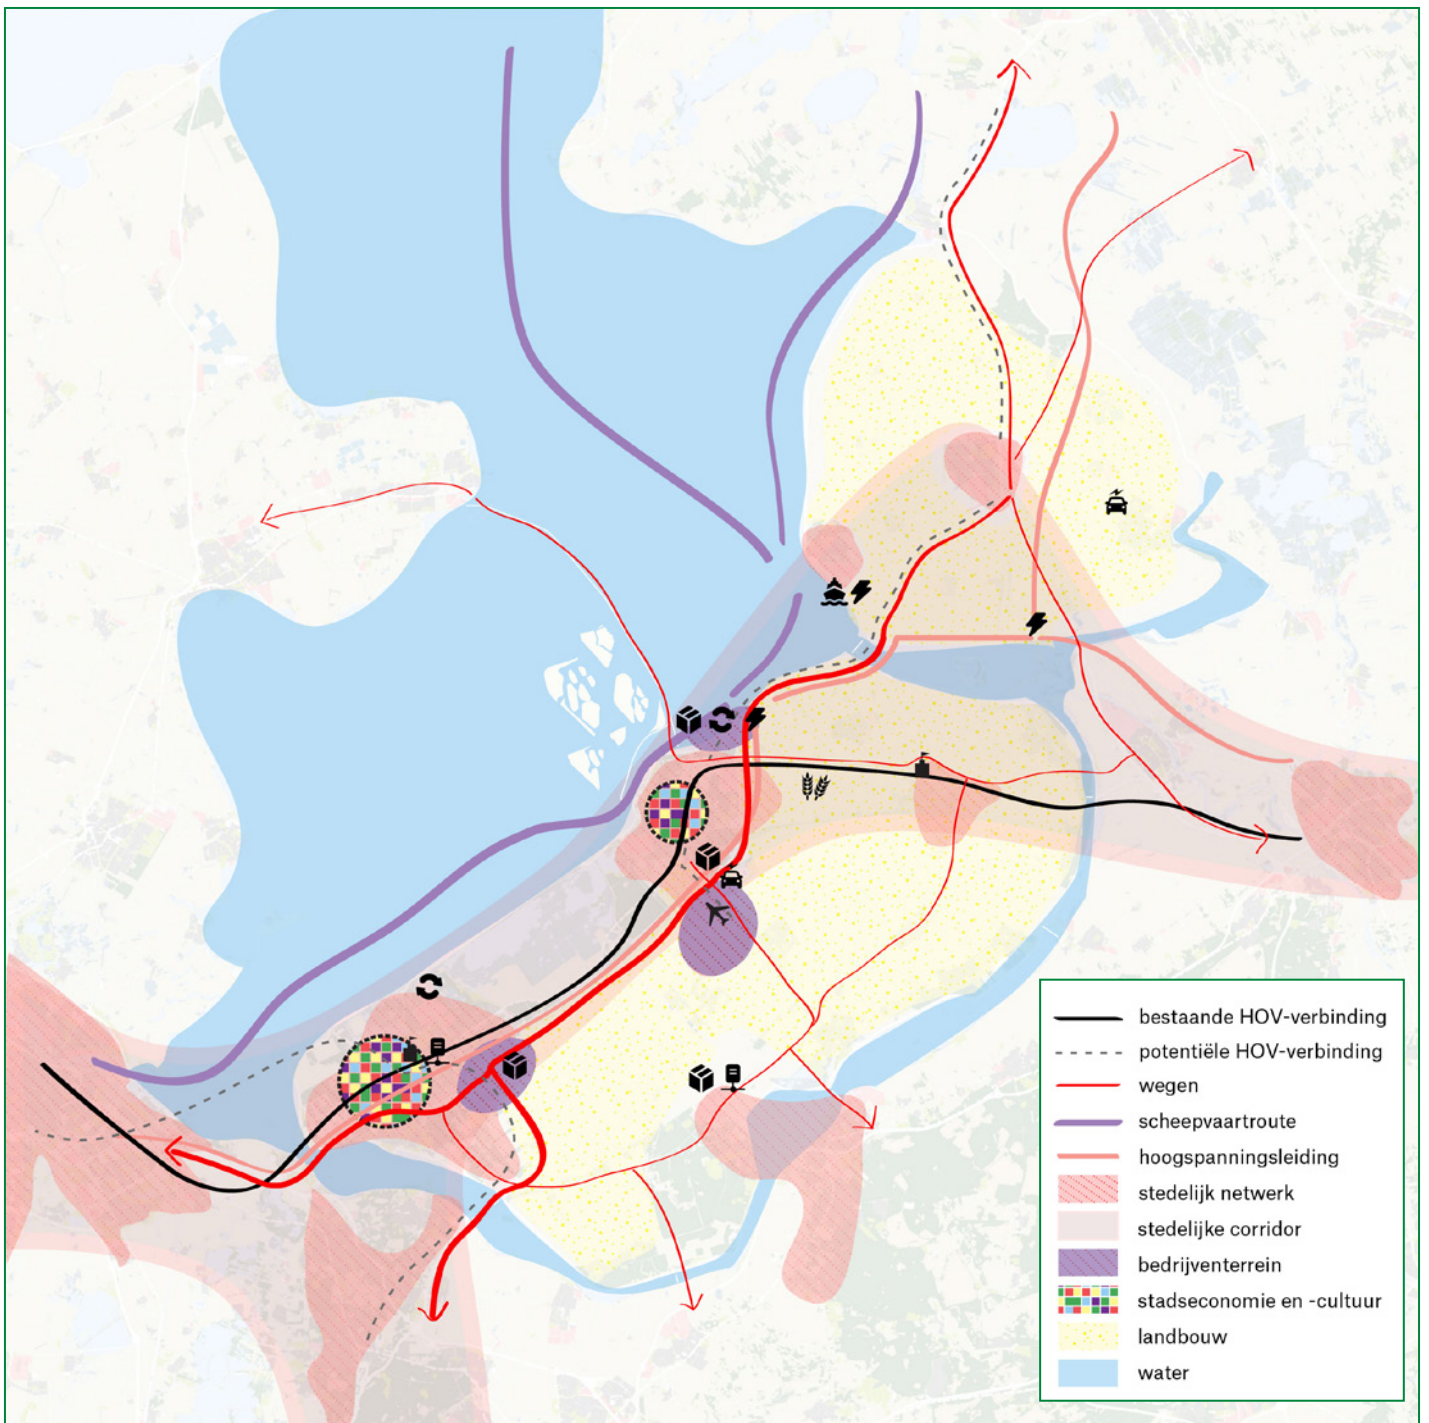 bestaande HOV-verbinding
potentiële HOV-verbinding
wegen
scheepvaartroute
hoogspanningsleiding
stedelijk netwerk
stedelijke corridor
bedrijventerrein
stadseconomie en -cultuur
landbouw
water